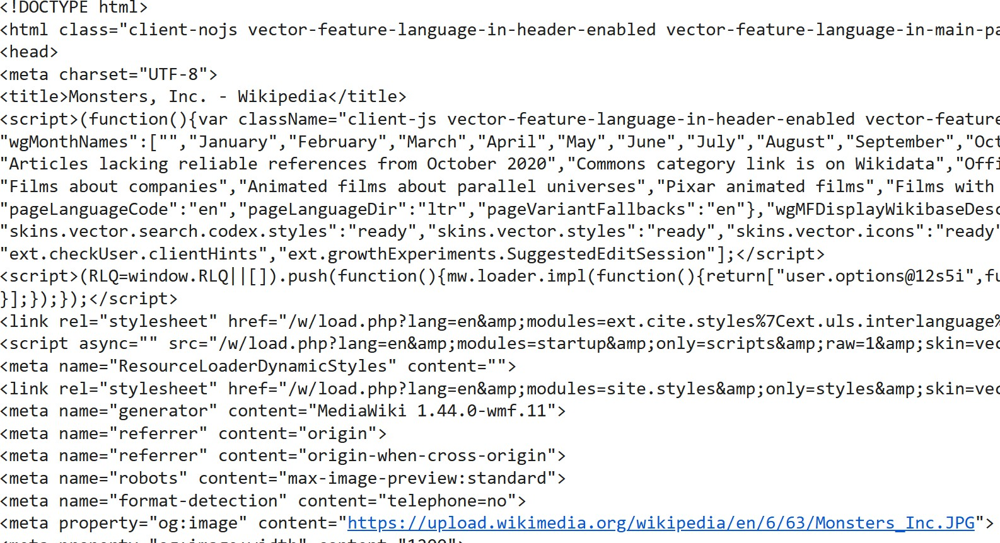 <!DOCTYPE html>
<html class="client-nojs vector-feature-language-in-header-enabled vector-feature-language-in-main-pa
<head>
<meta charset="UTF-8">
<title>Monsters, Inc. - Wikipedia</title>
<script>(function(){var className="client-js vector-feature-language-in-header-enabled vector-feature
"wgMonthNames":["","January","February","March","April","May","June","July","August","September","Oct
"Articles lacking reliable references from October 2020","Commons category link is on Wikidata","Offi
"Films about companies","Animated films about parallel universes","Pixar animated films","Films with
"pageLanguageCode":"en","pageLanguageDir":"ltr","pageVariantFallbacks":"en"},"wgMFDisplayWikibaseDesc
"skins.vector.search.codex.styles":"ready","skins.vector.styles":"ready","skins.vector.icons":"ready"
"ext.checkUser.clientHints","ext.growthExperiments.SuggestedEditSession"];</script>
<script>(RLQ=window.RLQ||[]).push(function(){mw.loader.impl(function(){return["user.options@12s5i",fu
}];});});</script>
<link rel="stylesheet" href="/w/load.php?lang=en&amp;modules=ext.cite.styles%7Cext.uls.interlanguage%
<script async="" src="/w/load.php?lang=en&amp;modules=startup&amp;only=scripts&amp;raw=1&amp;skin=vec
<meta name="ResourceLoaderDynamicStyles" content="">
<link rel="stylesheet" href="/w/load.php?lang=en&amp;modules=site.styles&amp;only=styles&amp;skin=vec
<meta name="generator" content="MediaWiki 1.44.0-wmf.11">
<meta name="referrer" content="origin">
<meta name="referrer" content="origin-when-cross-origin">
<meta name="robots" content="max-image-preview:standard">
<meta name="format-detection" content="telephone=no">
<meta property="og:image" content="https://upload.wikimedia.org/wikipedia/en/6/63/Monsters_Inc.JPG">
<meta property="og:image:width" content="1200">